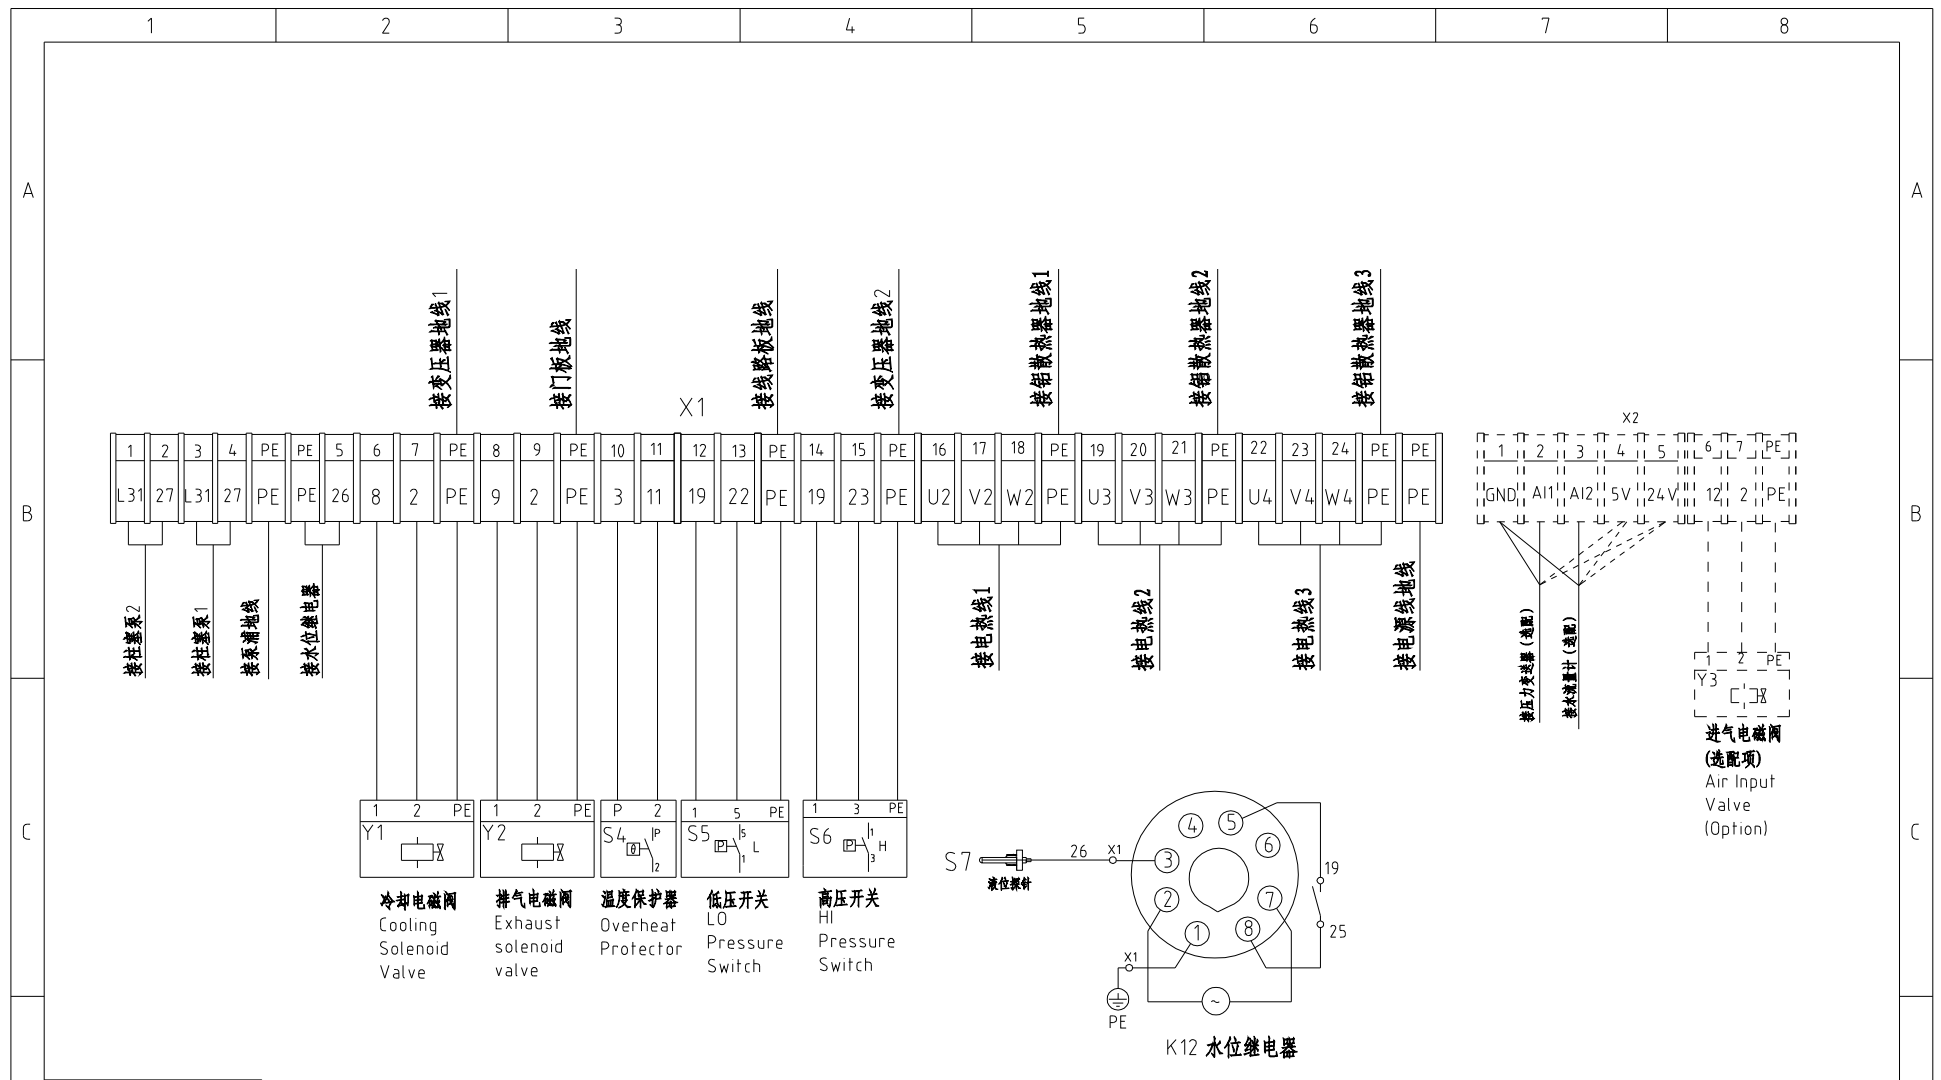 1 2 3 4 5 6 7 8
A A
接变压器地线1
接门板地线
接线路板地线
接变压器地线2
接铝散热器地线1
接铝散热器地线2
接铝散热器地线3
X1
X2
1 2 3 4 PE PE 5 6 7 PE 8 9 PE 10 11 12 13 PE 14 15 PE 16 17 18 PE 19 20 21 PE 22 23 24 PE PE
1 2 3 4 5 6 7 PE
L31 27 L31 27 PE PE 26 8 2 PE 9 2 PE 3 11 19 22 PE 19 23 PE U2 V2 W2 PE U3 V3 W3 PE U4 V4 W4 PE PE
GND AI1 AI2 5V 24V 12 2 PE
B B
接柱塞泵2
接柱塞泵1
接泵浦地线
接水位继电器
接电热线1
接电热线2
接电热线3
接电源线地线
接压力变送器(选配)
接水流量计(选配)
1 2 PE
Y3
进气电磁阀
(选配项)
Air Input
Valve
(Option)
C C
1 2 PE
Y1
冷却电磁阀
Cooling
Solenoid
Valve
1 2 PE
Y2
排气电磁阀
Exhaust
solenoid
valve
P 2
S4 θ P 2
温度保护器
Overheat
Protector
1 5 PE
S5 P 5 L 1
低压开关
LO
Pressure
Switch
1 3 PE
S6 P 1 H 3
高压开关
HI
Pressure
Switch
S7
液位探针
26 X1
4 5 6 3 2 7 1 8
19
25
X1
PE
~
K12 水位继电器